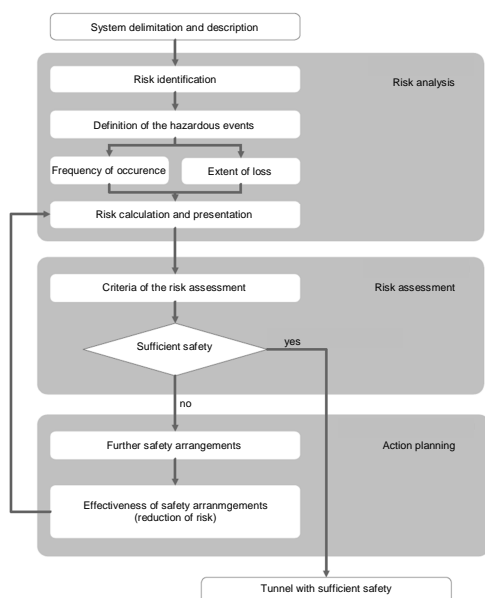 System delimitation and description
Risk identification
Risk analysis
Definition of the hazardous events
Frequency of occurence
Extent of loss
Risk calculation and presentation
Criteria of the risk assessment
Risk assessment
Sufficient safety
yes
no
Further safety arrangements
Action planning
Effectiveness of safety arranmgements
(reduction of risk)
Tunnel with sufficient safety